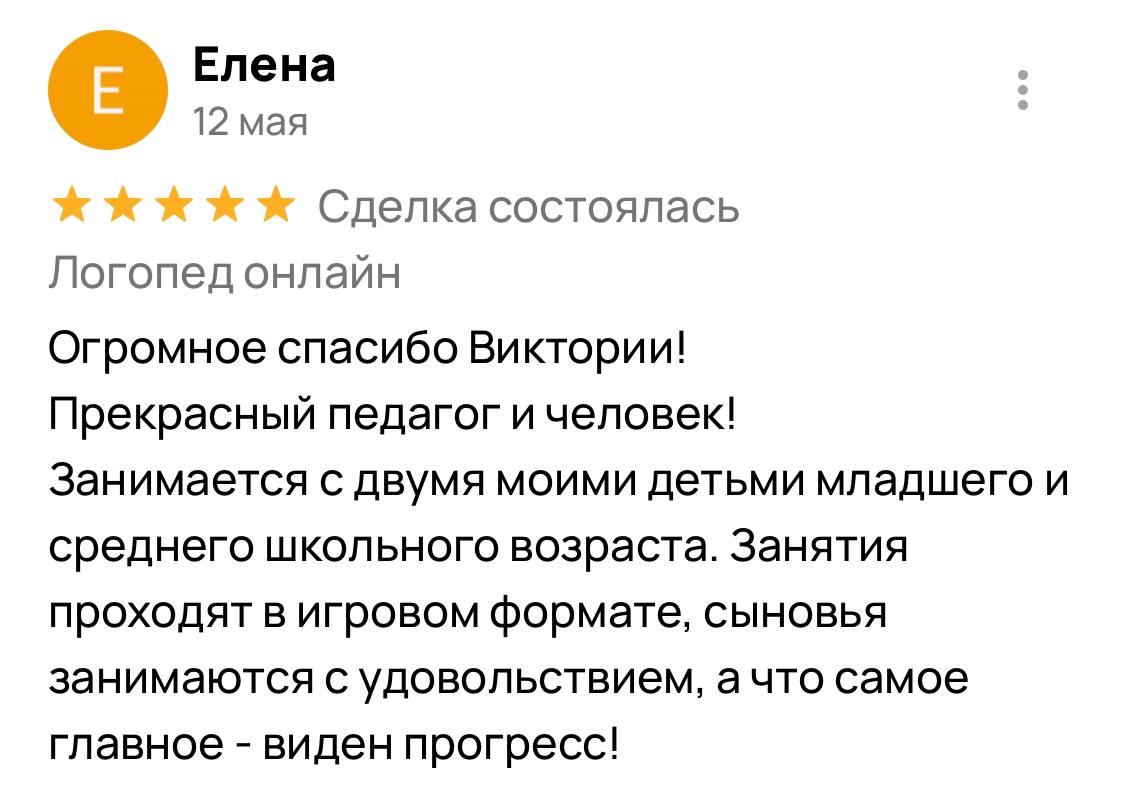 Е
Елена
12 мая
Сделка состоялась
Логопед онлайн
Огромное спасибо Виктории!
Прекрасный педагог и человек!
Занимается с двумя моими детьми младшего и
среднего школьного возраста. Занятия
проходят в игровом формате, сыновья
занимаются с удовольствием, а что самое
главное - виден прогресс!